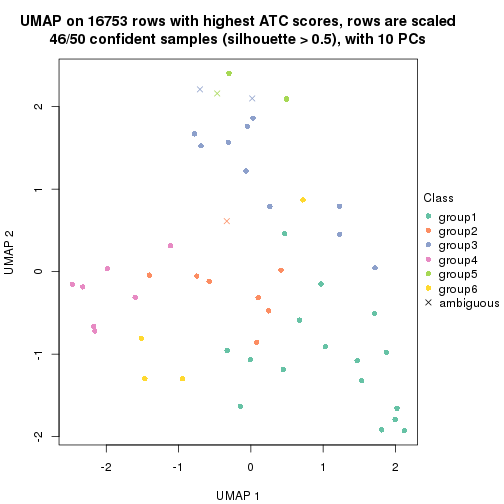 UMAP on 16753 rows with highest ATC scores, rows are scaled
46/50 confident samples (silhouette > 0.5), with 10 PCs
UMAP 2
2
1
0
-1
-2
-2
-1
0
1
2
UMAP 1
Class
group1
group2
group3
group4
group5
group6
ambiguous